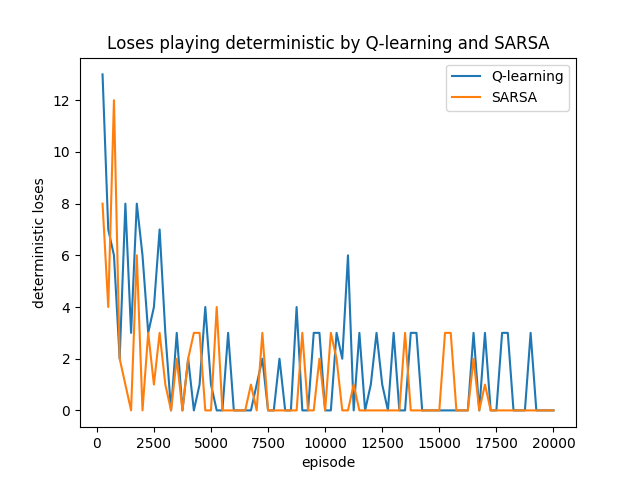 Loses playing deterministic by Q-learning and SARSA
Q-learning
SARSA
deterministic loses
12
10
8
6
4
2
0
0 2500 5000 7500 10000 12500 15000 17500 20000
episode